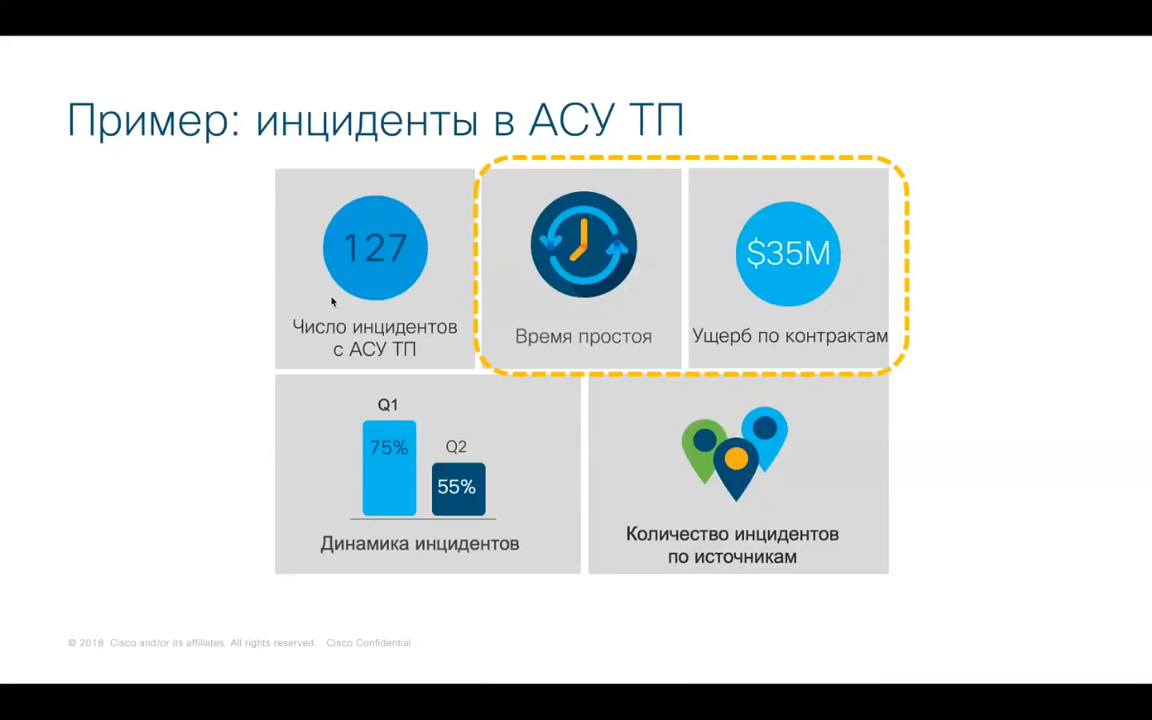 Пример: инциденты в АСУ ТП
127
Число инцидентов
с АСУ ТП
Время простоя
$35M
Ущерб по контрактам
Q1
75%
Q2
55%
Динамика инцидентов
Количество инцидентов
по источникам
© 2018 Cisco and/or its affiliates. All rights reserved. Cisco Confidential